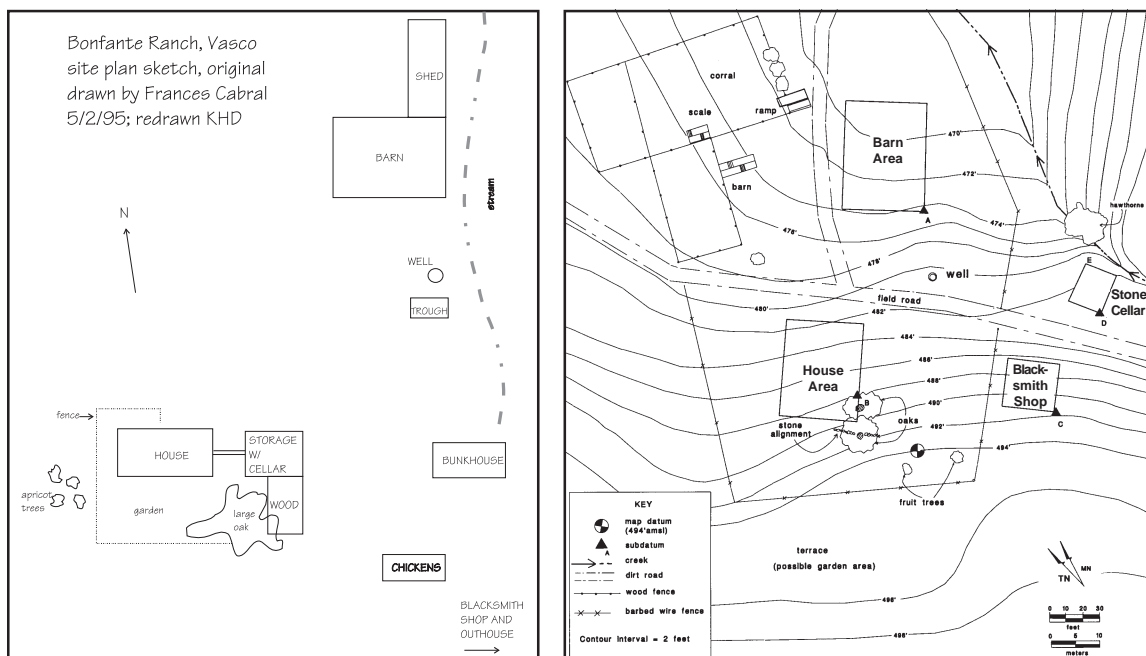 Bonfante Ranch, Vasco
site plan sketch, original
drawn by Frances Cabral
5/2/95; redrawn KHD
SHED
BARN
stream
N
WELL
TROUGH
fence
HOUSE
STORAGE
W/
CELLAR
BUNKHOUSE
apricot
trees
garden
large
oak
WOOD
CHICKENS
BLACKSMITH
SHOP AND
OUTHOUSE
corral
scale
ramp
barn
Barn
Area
A
470'
472'
474'
hawthorne
476'
478'
well
E
Stone
Cellar
D
field road
480'
482'
484'
486'
488'
490'
492'
494'
House
Area
B
Black-
smith
Shop
C
oaks
stone
alignment
fruit trees
KEY
map datum
(494'amsl)
subdatum
A
creek
dirt road
wood fence
barbed wire fence
Contour interval = 2 feet
terrace
(possible garden area)
496'
498'
TN
MN
0 10 20 30
feet
0 5 10
meters